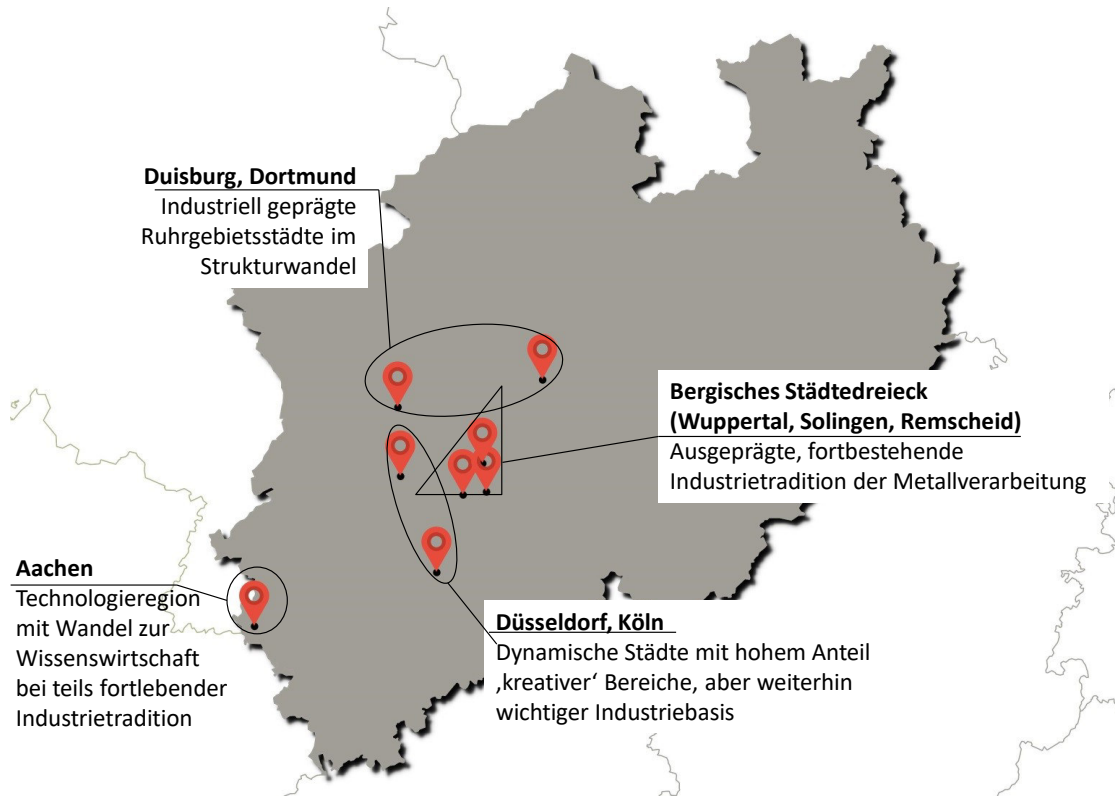 Duisburg, Dortmund
Industriell geprägte
Ruhrgebietsstädte im
Strukturwandel
Bergisches Städtedreieck
(Wuppertal, Solingen, Remscheid)
Ausgeprägte, fortbestehende
Industrietradition der Metallverarbeitung
Aachen
Technologieregion
mit Wandel zur
Wissenswirtschaft
bei teils fortlebender
Industrietradition
Düsseldorf, Köln
Dynamische Städte mit hohem Anteil
‚kreativer‘ Bereiche, aber weiterhin
wichtiger Industriebasis